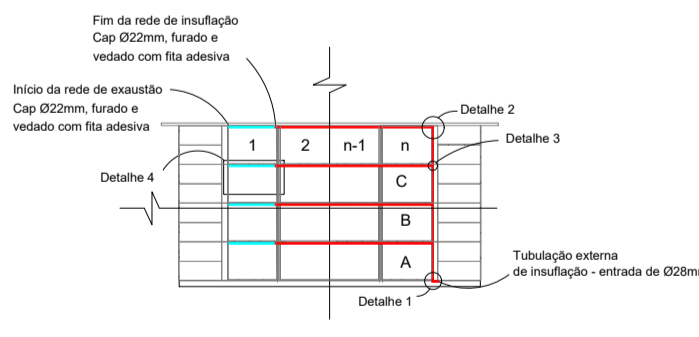 Fim da rede de insuflação
Cap Ø22mm, furado e
vedado com fita adesiva
Início da rede de exaustão
Cap Ø22mm, furado e
vedado com fita adesiva
Detalhe 2
Detalhe 3
1 2 n-1 n
Detalhe 4
C
B
A
Tubulação externa
de insuflação - entrada de Ø28m
Detalhe 1